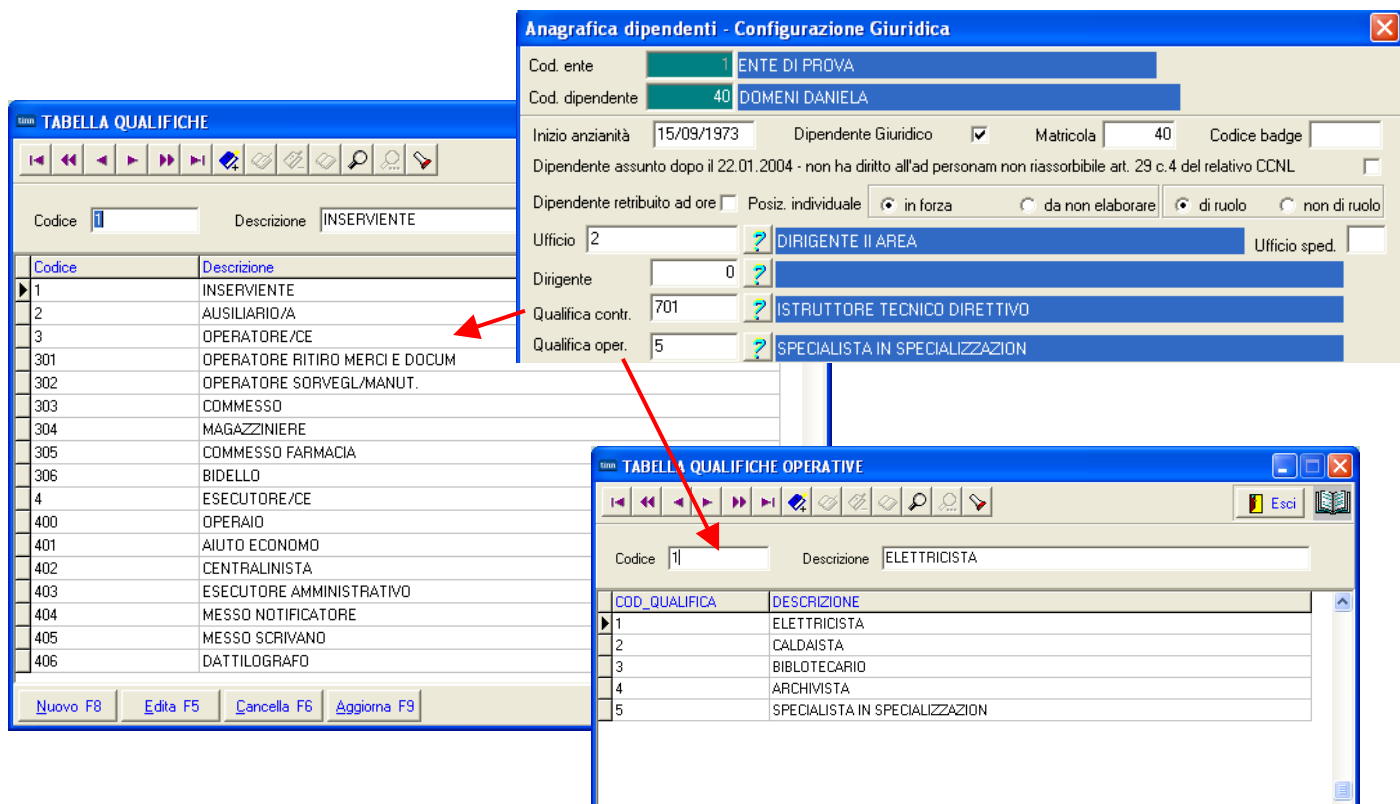 Anagrafica dipendenti - Configurazione Giuridica
Cod. ente 1 ENTE DI PROVA
Cod. dipendente 40 DOMENI DANIELA
Inizio anzianità 15/09/1973 Dipendente Giuridico Matricola 40 Codice badge
Dipendente assunto dopo il 22.01.2004 - non ha diritto all'ad personam non riassorbibile art. 29 c.4 del relativo CCNL
Dipendente retribuito ad ore Posiz. individuale in forza da non elaborare di ruolo non di ruolo
Ufficio 2 ? DIRIGENTE II AREA Ufficio sped.
Dirigente 0 ?
Qualifica contr. 701 ? ISTRUTTORE TECNICO DIRETTIVO
Qualifica oper. 5 ? SPECIALISTA IN SPECIALIZZAZION
tinn TABELLA QUALIFICHE
Codice 1 Descrizione INSERVIENTE
Codice Descrizione
1 INSERVIENTE
2 AUSILIARIO/A
3 OPERATORE/CE
301 OPERATORE RITIRO MERCI E DOCUM
302 OPERATORE SORVEGL/MANUT.
303 COMMESSO
304 MAGAZZINIERE
305 COMMESSO FARMACIA
306 BIDELLO
4 ESECUTORE/CE
400 OPERAIO
401 AIUTO ECONOMO
402 CENTRALINISTA
403 ESECUTORE AMMINISTRATIVO
404 MESSO NOTIFICATORE
405 MESSO SCRIVANO
406 DATTILOGRAFO
Nuovo F8 Edita F5 Cancella F6 Aggiorna F9
tinn TABELLA QUALIFICHE OPERATIVE
Esci
Codice 1 Descrizione ELETTRICISTA
COD_QUALIFICA DESCRIZIONE
1 ELETTRICISTA
2 CALDAISTA
3 BIBLOTECARIO
4 ARCHIVISTA
5 SPECIALISTA IN SPECIALIZZAZION